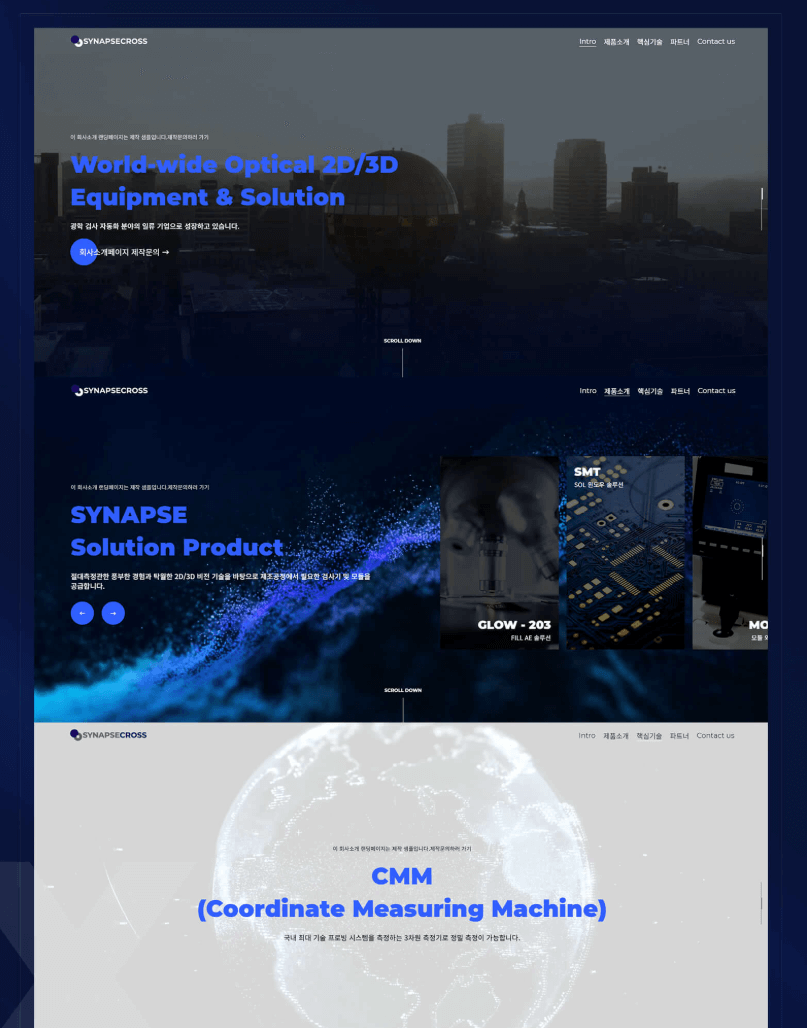 SYNAPSECROSS
Intro 제품소개 핵심기술 파트너 Contact us
이 회사소개 랜딩페이지는 제작 샘플입니다.제작문의하러 가기
World-wide Optical 2D/3D
Equipment & Solution
광학 검사 자동화 분야의 일류 기업으로 성장하고 있습니다.
회사소개페이지 제작문의 →
SCROLL DOWN
SYNAPSECROSS
Intro 제품소개 핵심기술 파트너 Contact us
이 회사소개 랜딩페이지는 제작 샘플입니다.제작문의하러 가기
SYNAPSE
Solution Product
절대측정관한 풍부한 경험과 탁월한 2D/3D 비전 기술을 바탕으로 제조공정에서 필요한 검사기 및 모듈을
공급합니다.
← →
GLOW - 203
FILL AE 솔루션
SMT
SOL 윈도우 솔루션
MO
모듈
SCROLL DOWN
SYNAPSECROSS
Intro 제품소개 핵심기술 파트너 Contact us
이 회사소개 랜딩페이지는 제작 샘플입니다.제작문의하러 가기
CMM
(Coordinate Measuring Machine)
국내 최대 기술 프로빙 시스템을 측정하는 3차원 측정기로 정밀 측정이 가능합니다.